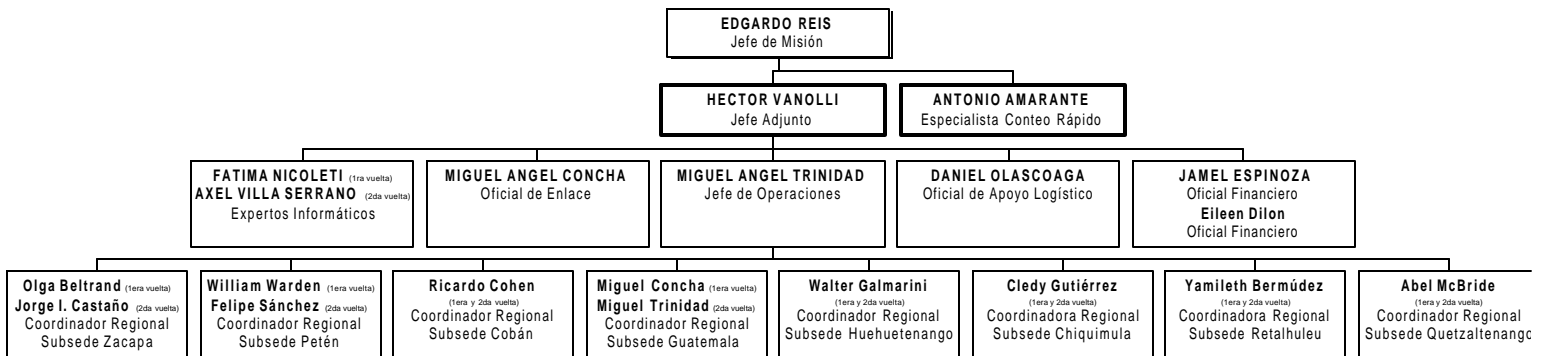 EDGARDO REIS
Jefe de Misión
HECTOR VANOLLI
Jefe Adjunto
ANTONIO AMARANTE
Especialista Conteo Rápido
FATIMA NICOLETI (1ra vuelta)
AXEL VILLA SERRANO (2da vuelta)
Expertos Informáticos
MIGUEL ANGEL CONCHA
Oficial de Enlace
MIGUEL ANGEL TRINIDAD
Jefe de Operaciones
DANIEL OLASCOAGA
Oficial de Apoyo Logístico
JAMEL ESPINOZA
Oficial Financiero
Eileen Dilon
Oficial Financiero
Olga Beltrand (1era vuelta)
Jorge I. Castaño (2da vuelta)
Coordinador Regional
Subsede Zacapa
William Warden (1era vuelta)
Felipe Sánchez (2da vuelta)
Coordinador Regional
Subsede Petén
Ricardo Cohen
(1era y 2da vuelta)
Coordinador Regional
Subsede Cobán
Miguel Concha (1era vuelta)
Miguel Trinidad (2da vuelta)
Coordinador Regional
Subsede Guatemala
Walter Galmarini
(1era y 2da vuelta)
Coordinador Regional
Subsede Huehuetenango
Cledy Gutiérrez
(1era y 2da vuelta)
Coordinadora Regional
Subsede Chiquimula
Yamileth Bermúdez
(1era y 2da vuelta)
Coordinadora Regional
Subsede Retalhuleu
Abel McBride
(1era y 2da vuelta)
Coordinador Regional
Subsede Quetzaltenango